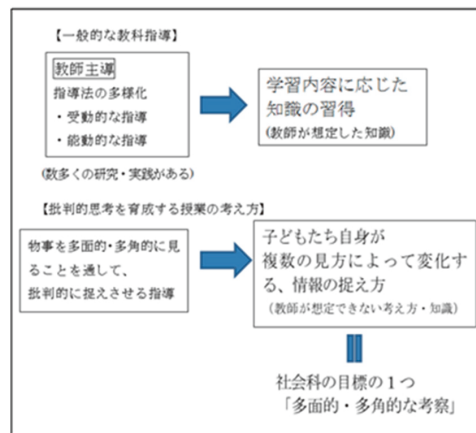 【一般的な教科指導】
教師主導
指導法の多様化
・受動的な指導
・能動的な指導
(数多くの研究・実践がある)
学習内容に応じた
知識の習得
(教師が想定した知識)
【批判的思考を育成する授業の考え方】
物事を多面的・多角的に見
ることを通して、
批判的に捉えさせる指導
子どもたち自身が
複数の見方によって変化す
る、情報の捉え方
（教師が想定できない考え方・知識）
社会科の目標の１つ
「多面的・多角的な考察」